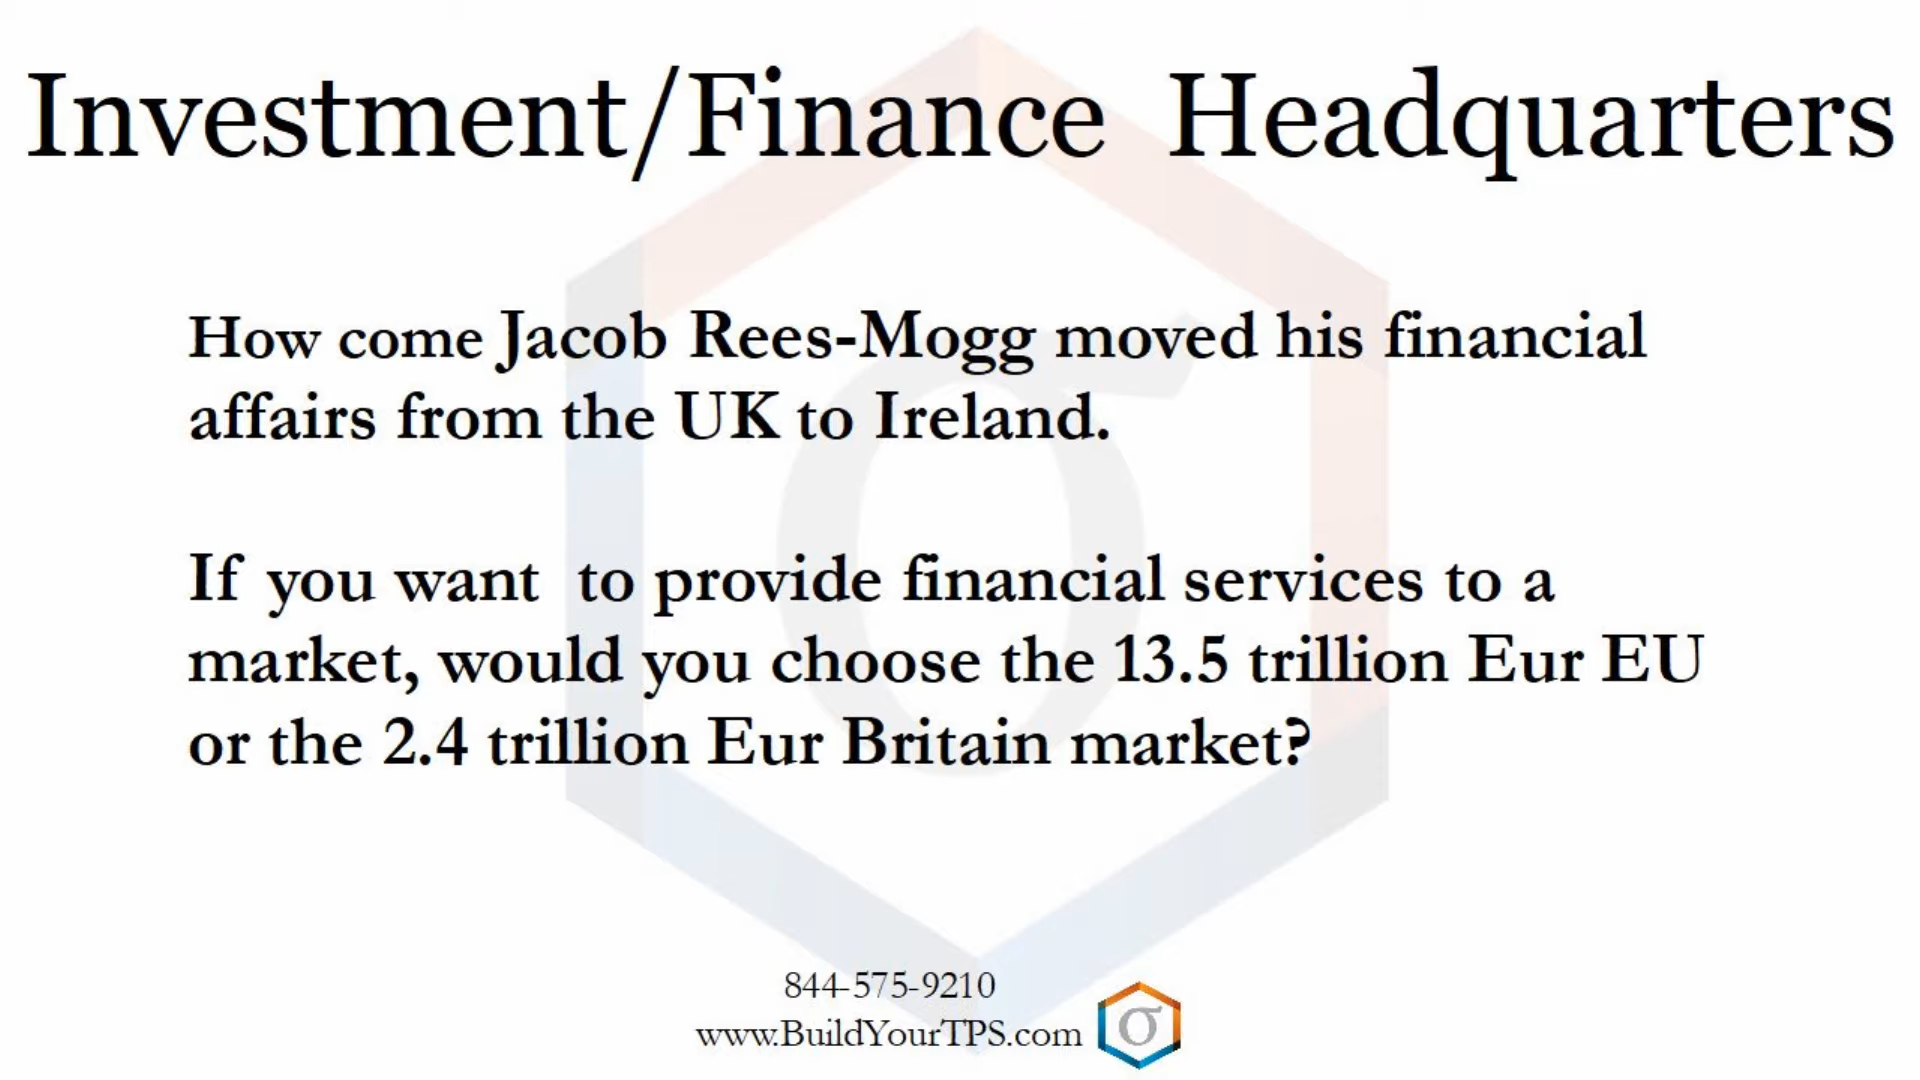 Investment/Finance Headquarters
How come Jacob Rees-Mogg moved his financial
affairs from the UK to Ireland.
If you want to provide financial services to a
market, would you choose the 13.5 trillion Eur EU
or the 2.4 trillion Eur Britain market?
844-575-9210
www.BuildYourTPS.com
σ